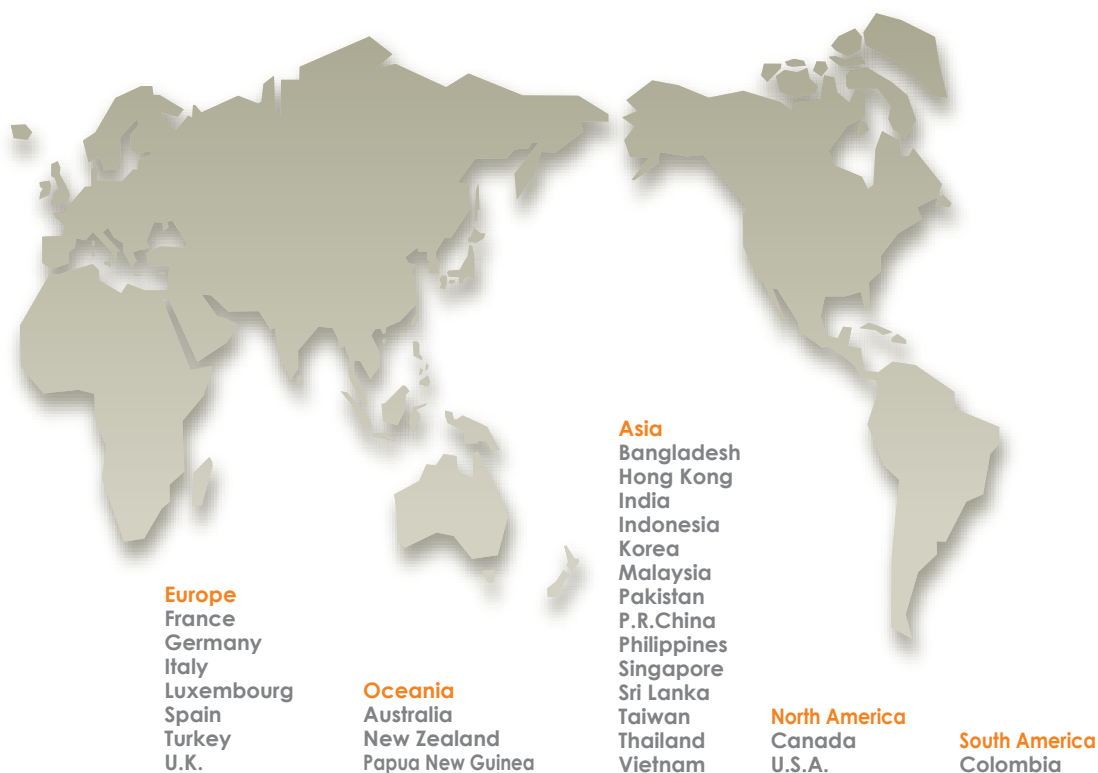 Europe
France
Germany
Italy
Luxembourg
Spain
Turkey
U.K.
Oceania
Australia
New Zealand
Papua New Guinea
Asia
Bangladesh
Hong Kong
India
Indonesia
Korea
Malaysia
Pakistan
P.R.China
Philippines
Singapore
Sri Lanka
Taiwan
Thailand
Vietnam
North America
Canada
U.S.A.
South America
Colombia